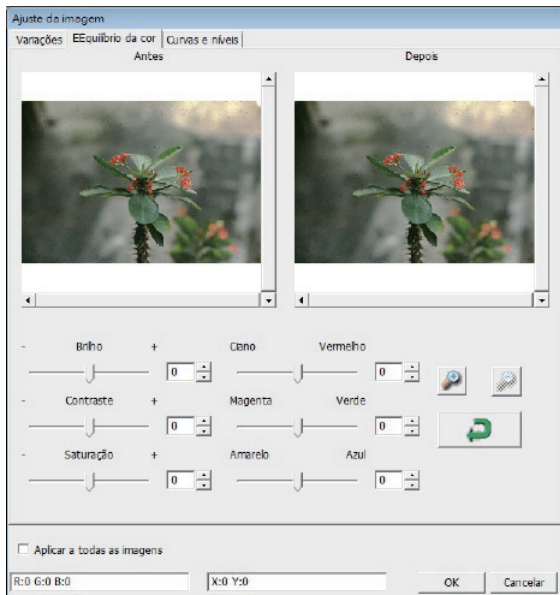 Ajuste da imagem
Variações EEquilíbrio da cor Curvas e níveis
Antes Depois
- Brilho + Ciano Vermelho
0 0
- Contraste + Magenta Verde
0 0
- Saturação + Amarelo Azul
0 0
Aplicar a todas as imagens
R:0 G:0 B:0 X:0 Y:0 OK Cancelar